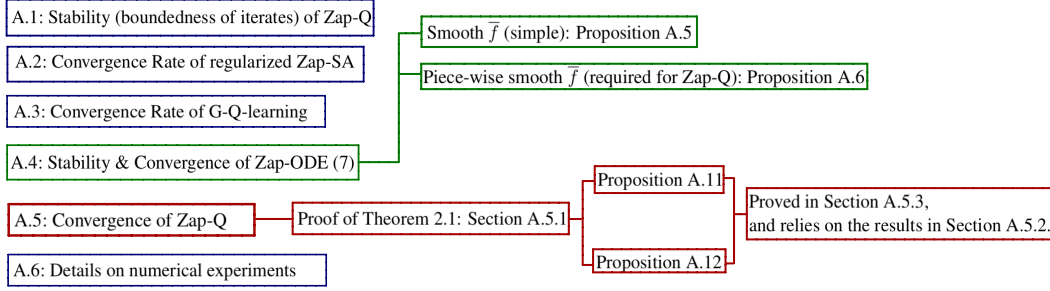 A.1: Stability (boundedness of iterates) of Zap-Q
A.2: Convergence Rate of regularized Zap-SA
A.3: Convergence Rate of G-Q-learning
A.4: Stability & Convergence of Zap-ODE (7)
Smooth f̅ (simple): Proposition A.5
Piece-wise smooth f̅ (required for Zap-Q): Proposition A.6
A.5: Convergence of Zap-Q
Proof of Theorem 2.1: Section A.5.1
Proposition A.11
Proposition A.12
Proved in Section A.5.3,
and relies on the results in Section A.5.2.
A.6: Details on numerical experiments